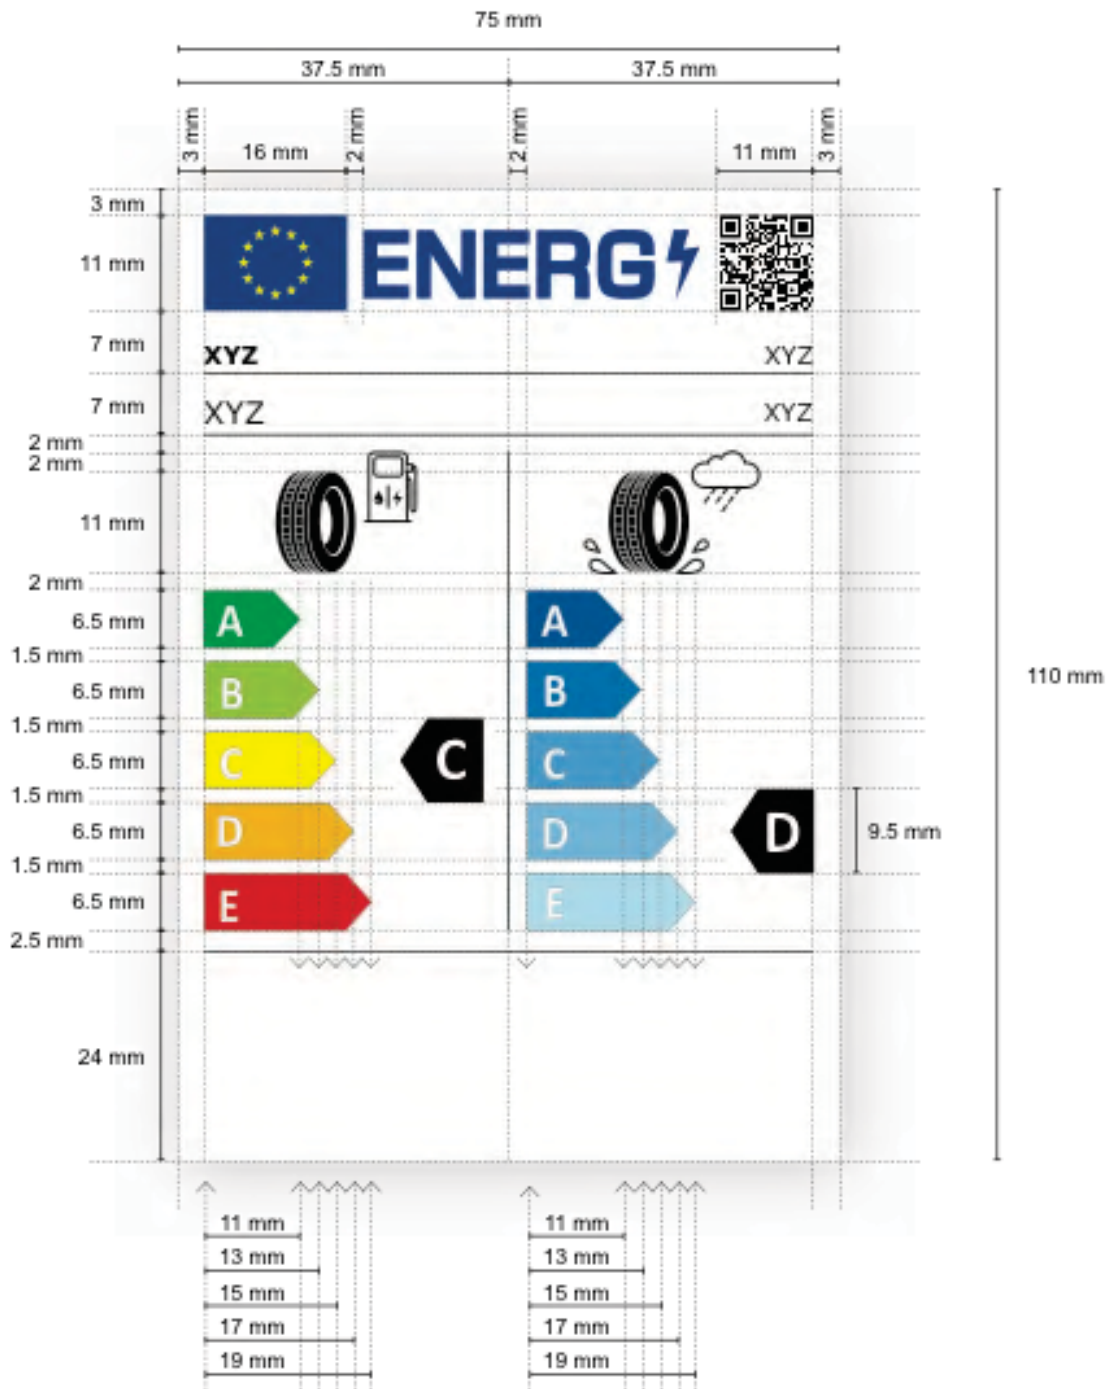 75 mm
37.5 mm 37.5 mm
3 mm 16 mm 2 mm 2 mm 11 mm 3 mm
3 mm
11 mm ENERG
7 mm XYZ XYZ
7 mm XYZ XYZ
2 mm
2 mm
11 mm
2 mm
6.5 mm A A
1.5 mm
6.5 mm B B 110 mm
1.5 mm
6.5 mm C C C
1.5 mm
6.5 mm D D D 9.5 mm
1.5 mm
6.5 mm E E
2.5 mm
24 mm
11 mm 11 mm
13 mm 13 mm
15 mm 15 mm
17 mm 17 mm
19 mm 19 mm